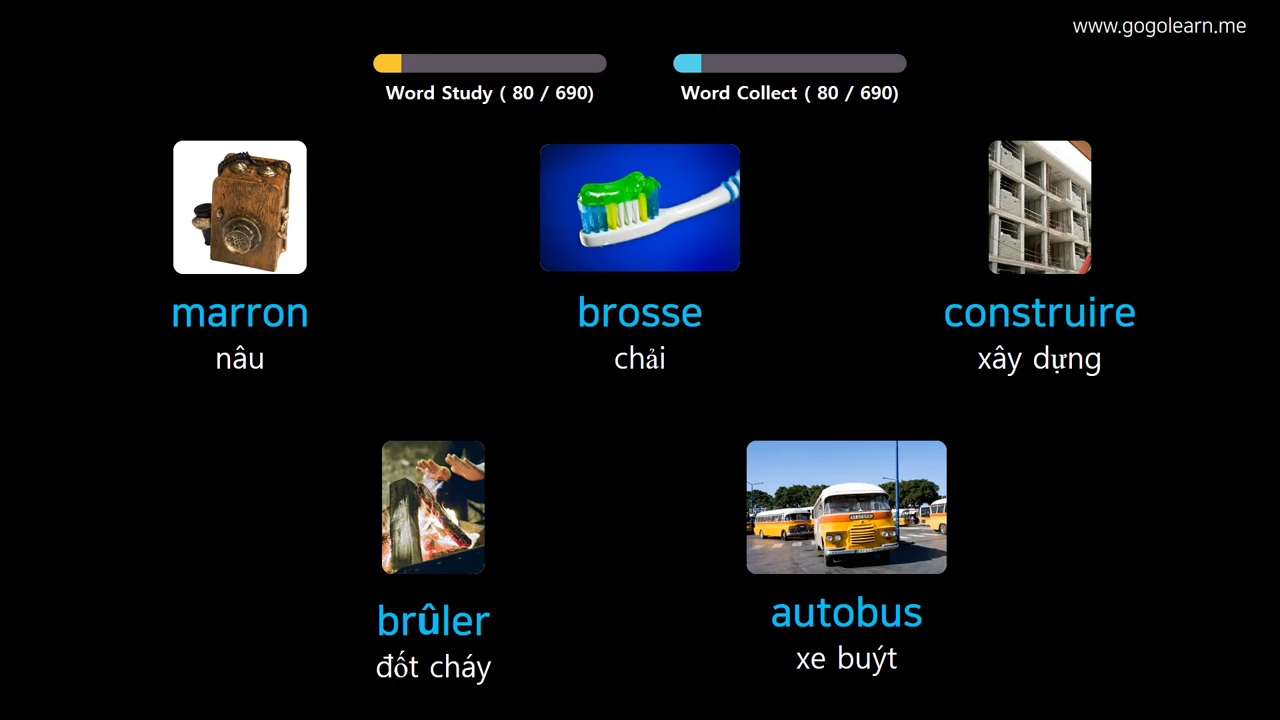 www.gogolearn.me
Word Study ( 80 / 690)
Word Collect ( 80 / 690)
marron
nâu
brosse
chải
construire
xây dựng
brûler
đốt cháy
autobus
xe buýt